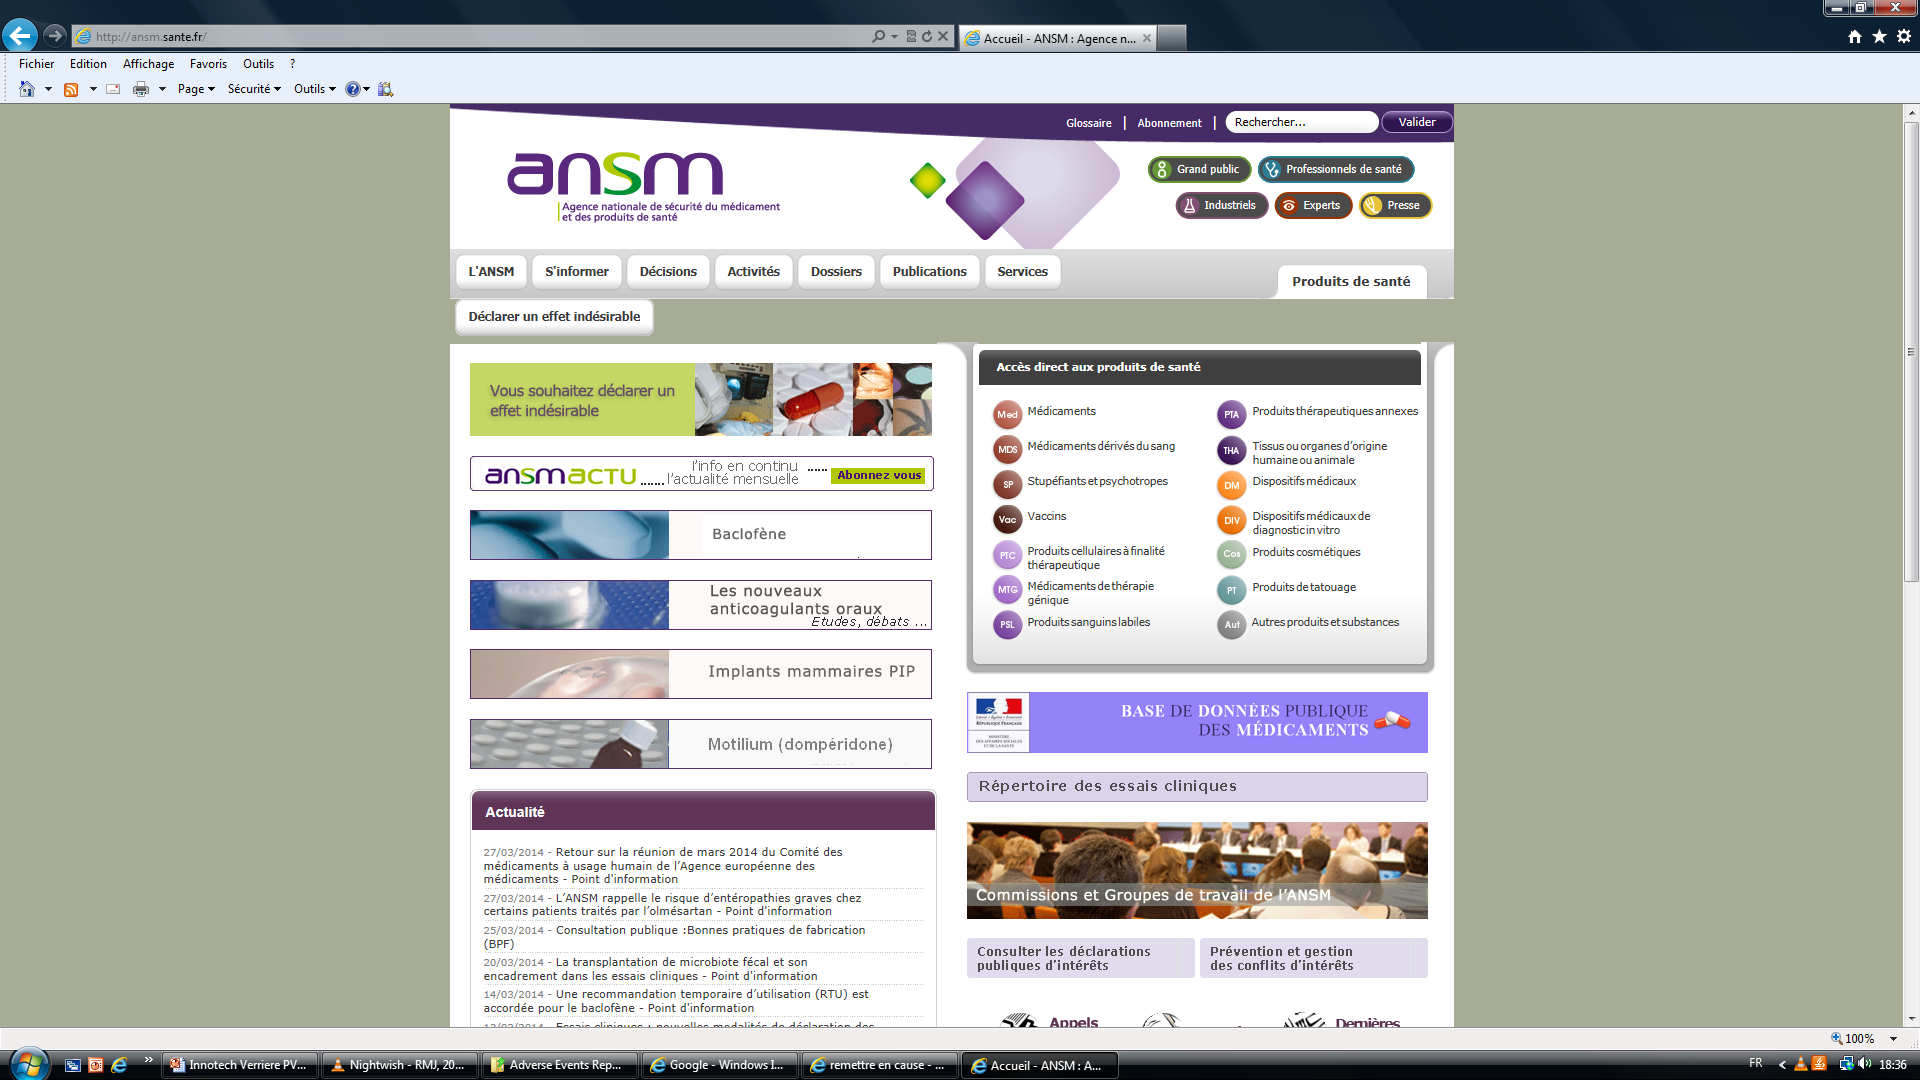 http://ansm.sante.fr/
Accueil - ANSM : Agence n...
Fichier Edition Affichage Favoris Outils ?
Page Sécurité Outils
Glossaire | Abonnement | Rechercher... Valider
ansm
Agence nationale de sécurité du médicament
et des produits de santé
Grand public Professionnels de santé
Industriels Experts Presse
L'ANSM S'informer Décisions Activités Dossiers Publications Services
Produits de santé
Déclarer un effet indésirable
Vous souhaitez déclarer un
effet indésirable
ansm ACTU ...... l'info en continu ......
l'actualité mensuelle
Abonnez vous
Baclofène
Les nouveaux
anticoagulants oraux
Etudes, débats ...
Implants mammaires PIP
Motilium (dompéridone)
Actualité
27/03/2014 - Retour sur la réunion de mars 2014 du Comité des
médicaments à usage humain de l'Agence européenne des
médicaments - Point d'information
27/03/2014 - L'ANSM rappelle le risque d'entéropathies graves chez
certains patients traités par l'olmésartan - Point d'information
25/03/2014 - Consultation publique :Bonnes pratiques de fabrication
(BPF)
20/03/2014 - La transplantation de microbiote fécal et son
encadrement dans les essais cliniques - Point d'information
14/03/2014 - Une recommandation temporaire d'utilisation (RTU) est
accordée pour le baclofène - Point d'information
Essais cliniques : nouvelles modalités de déclaration des
Accès direct aux produits de santé
Med Médicaments
MDS Médicaments dérivés du sang
SP Stupéfiants et psychotropes
Vac Vaccins
PTC Produits cellulaires à finalité
thérapeutique
MTG Médicaments de thérapie
génique
PSL Produits sanguins labiles
PTA Produits thérapeutiques annexes
THA Tissus ou organes d'origine
humaine ou animale
DM Dispositifs médicaux
DIV Dispositifs médicaux de
diagnostic in vitro
Cos Produits cosmétiques
PT Produits de tatouage
Aut Autres produits et substances
BASE DE DONNÉES PUBLIQUE
DES MÉDICAMENTS
Répertoire des essais cliniques
Commissions et Groupes de travail de l'ANSM
Consulter les déclarations
publiques d'intérêts
Prévention et gestion
des conflits d'intérêts
Appels
Dernières
100%
Innotech Verriere PV... Nightwish - RMJ, 20... Adverse Events Rep... Google - Windows I... remettre en cause - ... Accueil - ANSM : A...
FR 18:36